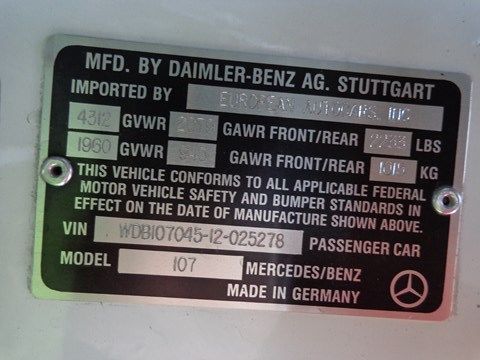 MFD. BY DAIMLER-BENZ AG. STUTTGART
IMPORTED BY EUROPEAN AUTOCARS, INC
4312 GVWR GAWR FRONT/REAR LBS
1960 GVWR GAWR FRONT/REAR 1015 KG
THIS VEHICLE CONFORMS TO ALL APPLICABLE FEDERAL
MOTOR VEHICLE SAFETY AND BUMPER STANDARDS IN
EFFECT ON THE DATE OF MANUFACTURE SHOWN ABOVE.
VIN WDB107045-12-025278 PASSENGER CAR
MODEL 107 MERCEDES/BENZ
MADE IN GERMANY